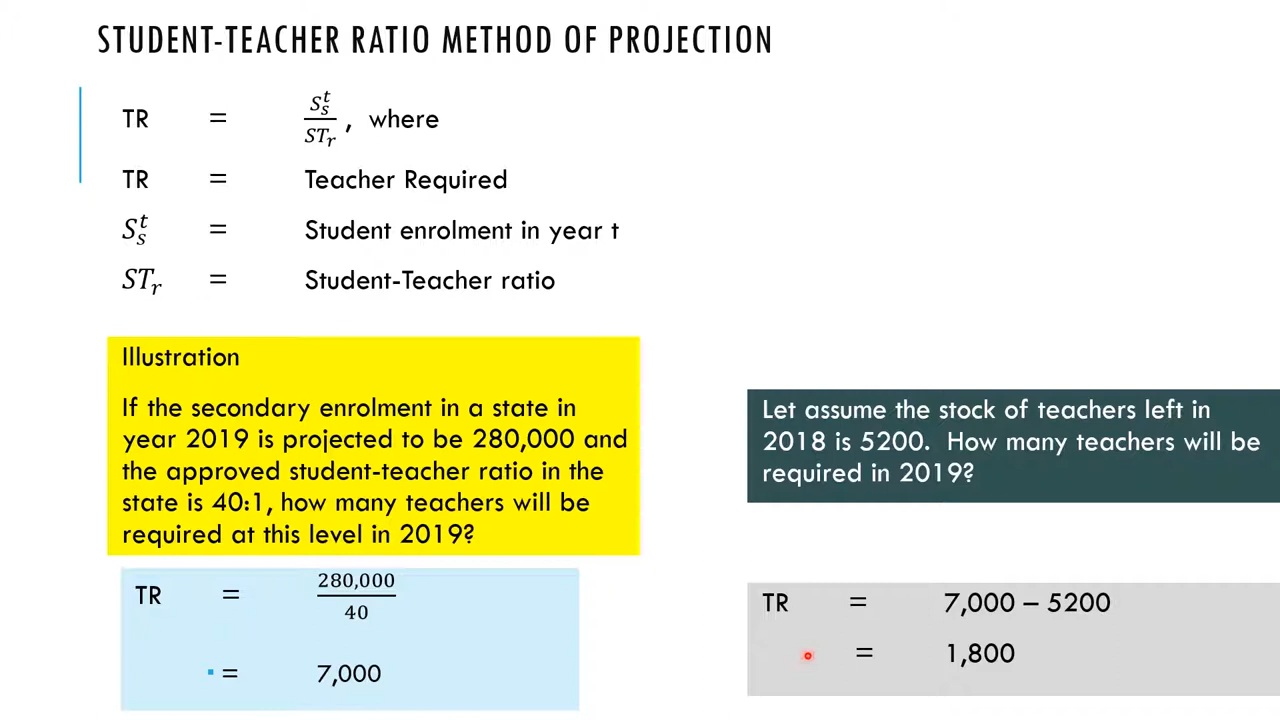 STUDENT-TEACHER RATIO METHOD OF PROJECTION
TR = S_s^t / ST_r , where
TR = Teacher Required
S_s^t = Student enrolment in year t
ST_r = Student-Teacher ratio
Illustration
If the secondary enrolment in a state in
year 2019 is projected to be 280,000 and
the approved student-teacher ratio in the
state is 40:1, how many teachers will be
required at this level in 2019?
TR = 280,000 / 40
= 7,000
Let assume the stock of teachers left in
2018 is 5200. How many teachers will be
required in 2019?
TR = 7,000 – 5200
= 1,800